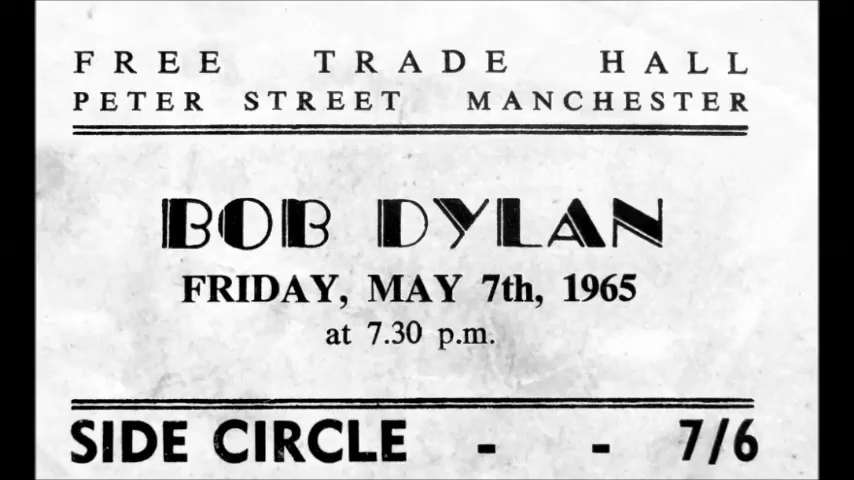 FREE TRADE HALL
PETER STREET MANCHESTER
BOB DYLAN
FRIDAY, MAY 7th, 1965
at 7.30 p.m.
SIDE CIRCLE - - 7/6